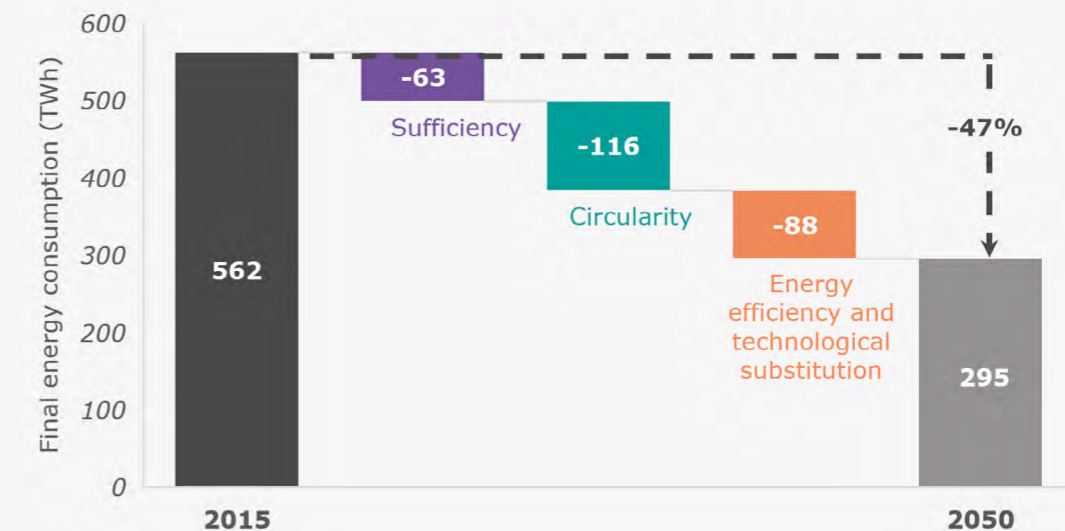 Final energy consumption (TWh)
600
500
400
300
200
100
0
562
-63
Sufficiency
-116
Circularity
-88
Energy
efficiency and
technological
substitution
-47%
295
2015
2050